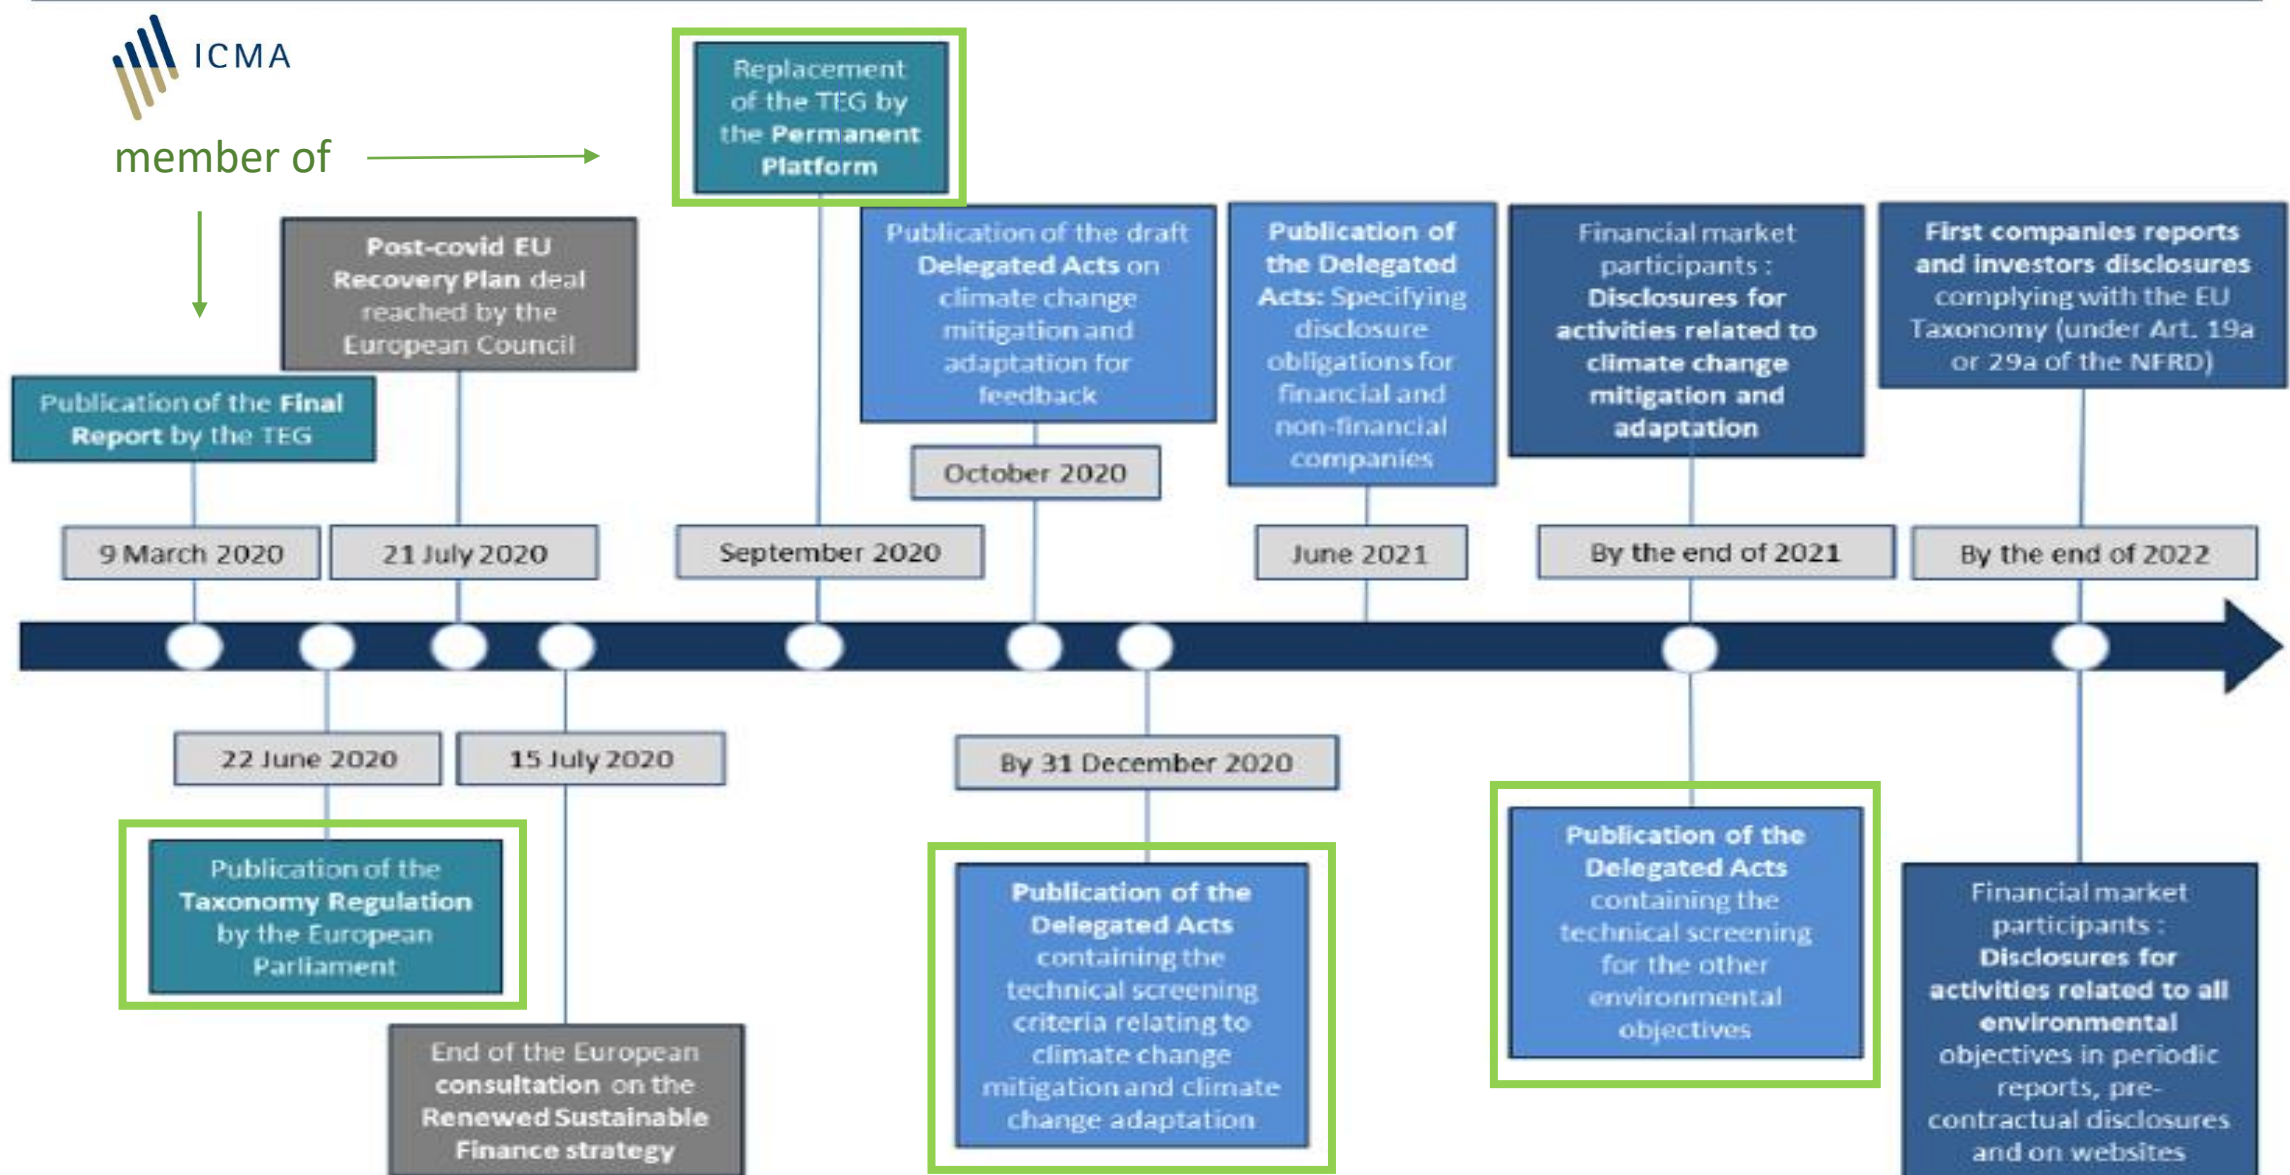 ICMA
member of
Replacement
of the TEG by
the Permanent
Platform
Post-covid EU
Recovery Plan deal
reached by the
European Council
Publication of the Final
Report by the TEG
Publication of the draft
Delegated Acts on
climate change
mitigation and
adaptation for
feedback
Publication of
the Delegated
Acts: Specifying
disclosure
obligations for
financial and
non-financial
companies
Financial market
participants :
Disclosures for
activities related to
climate change
mitigation and
adaptation
First companies reports
and investors disclosures
complying with the EU
Taxonomy (under Art. 19a
or 29a of the NFRD)
9 March 2020
21 July 2020
September 2020
October 2020
June 2021
By the end of 2021
By the end of 2022
22 June 2020
15 July 2020
By 31 December 2020
Publication of the
Taxonomy Regulation
by the European
Parliament
End of the European
consultation on the
Renewed Sustainable
Finance strategy
Publication of the
Delegated Acts
containing the
technical screening
criteria relating to
climate change
mitigation and climate
change adaptation
Publication of the
Delegated Acts
containing the
technical screening
for the other
environmental
objectives
Financial market
participants :
Disclosures for
activities related to all
environmental
objectives in periodic
reports, pre-
contractual disclosures
and on websites